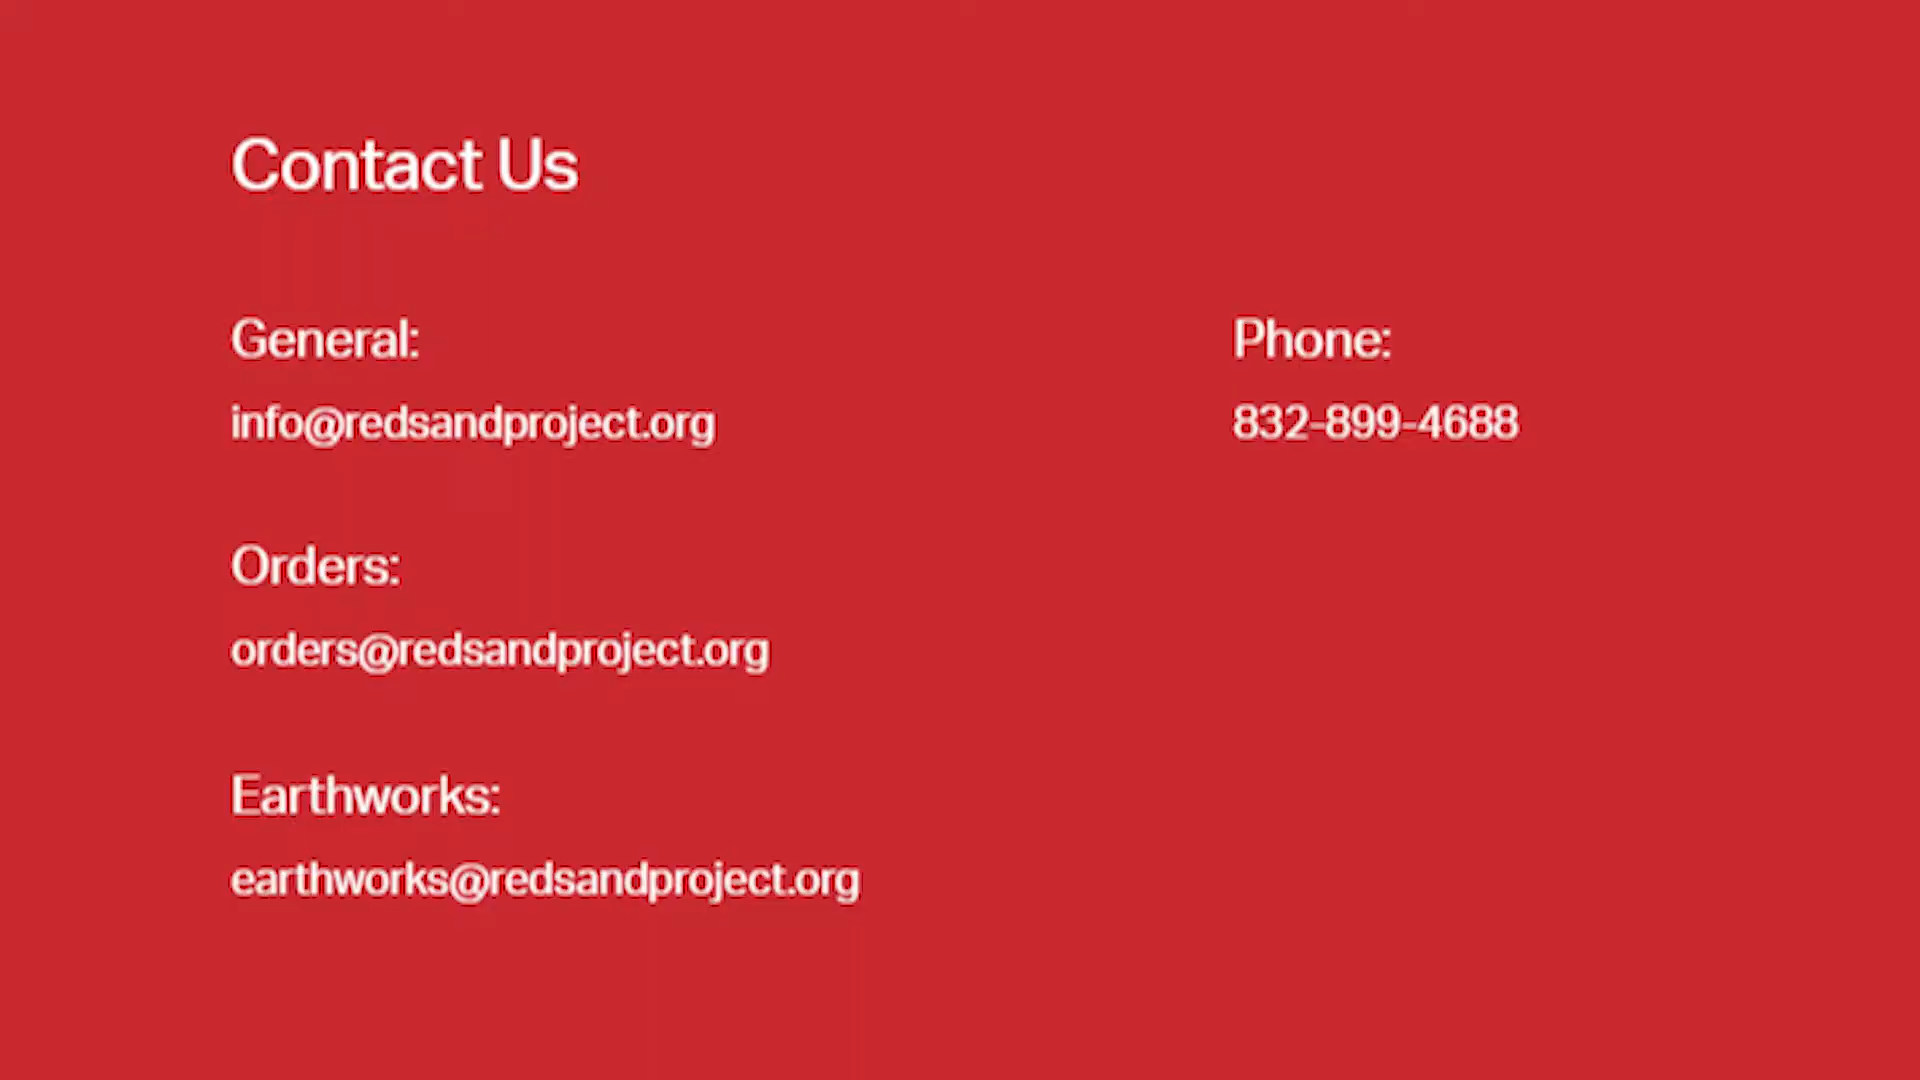 Contact Us
General:
info@redsandproject.org
Phone:
832-899-4688
Orders:
orders@redsandproject.org
Earthworks:
earthworks@redsandproject.org